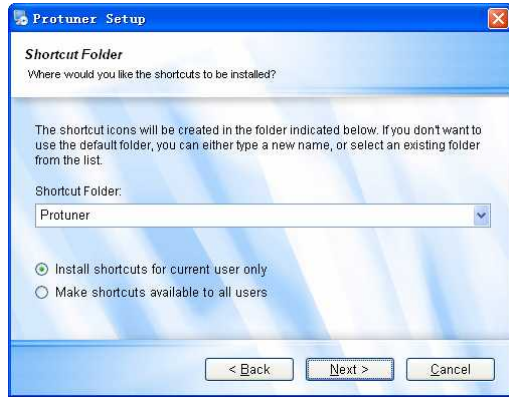 Protuner Setup
Shortcut Folder
Where would you like the shortcuts to be installed?
The shortcut icons will be created in the folder indicated below. If you don't want to
use the default folder, you can either type a new name, or select an existing folder
from the list.
Shortcut Folder:
Protuner
Install shortcuts for current user only
Make shortcuts available to all users
< Back
Next >
Cancel